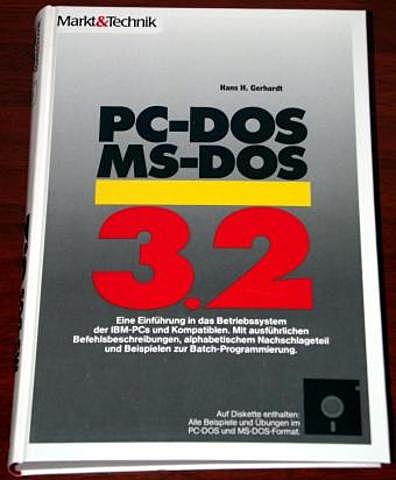 Markt&Technik
Hans H. Gerhardt
PC-DOS
MS-DOS
3.2
Eine Einführung in das Betriebssystem
der IBM-PCs und Kompatiblen. Mit ausführlichen
Befehlsbeschreibungen, alphabetischem Nachschlageteil
und Beispielen zur Batch-Programmierung.
Auf Diskette enthalten:
Alle Beispiele und Übungen im
PC-DOS und MS-DOS-Format.